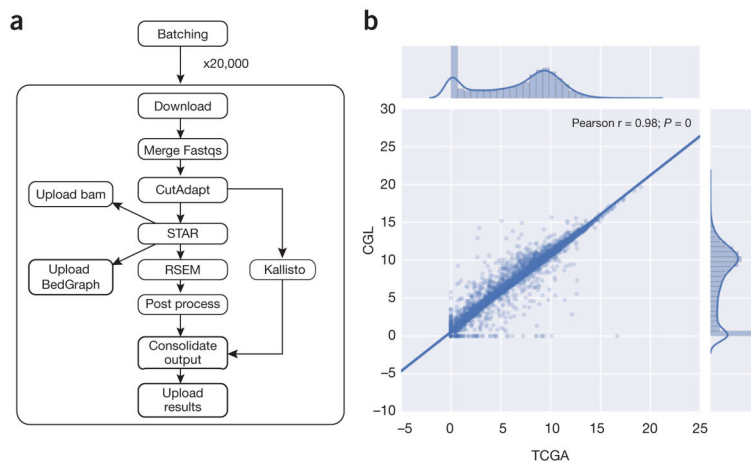 a
Batching
x20,000
Download
Merge Fastqs
CutAdapt
Upload bam
STAR
Upload
BedGraph
RSEM
Kallisto
Post process
Consolidate
output
Upload
results
b
Pearson r = 0.98; P = 0
30
25
20
15
10
5
0
−5
−10
CGL
−5
0
5
10
15
20
25
TCGA